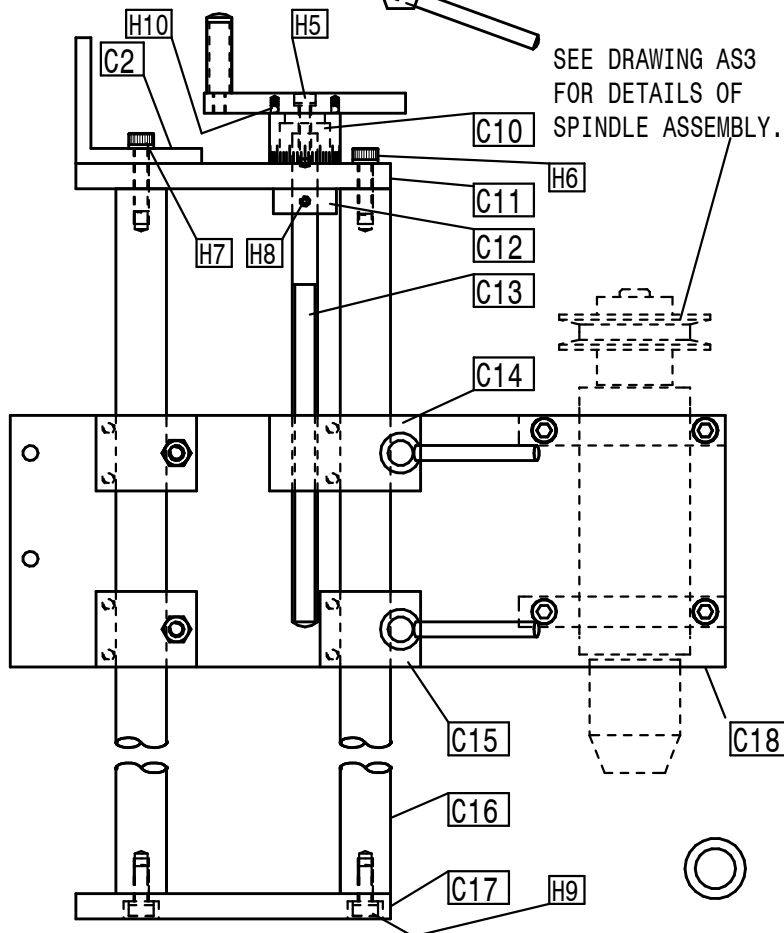 H10
H5
C2
SEE DRAWING AS3
FOR DETAILS OF
SPINDLE ASSEMBLY.
C10
H6
C11
H7
H8
C12
C13
C14
C15
C18
C16
C17
H9